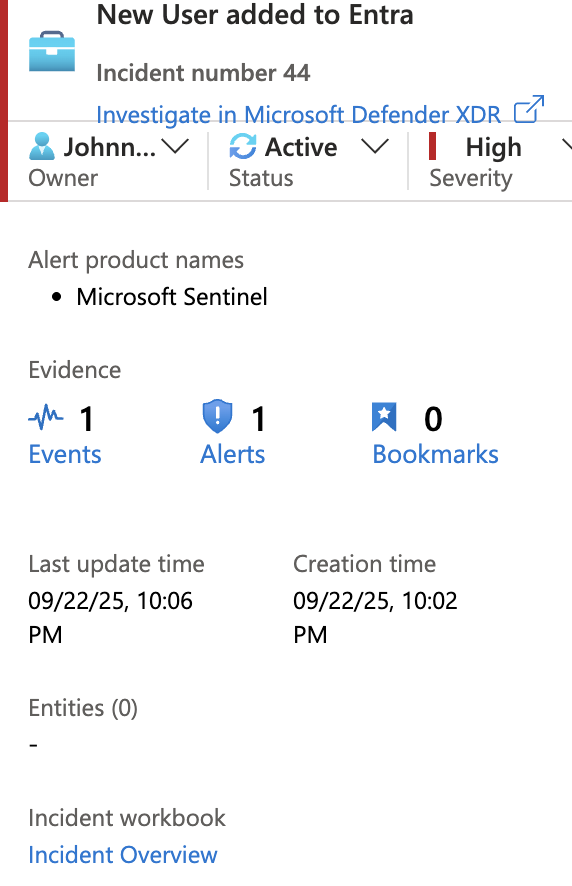 New User added to Entra
Incident number 44
Investigate in Microsoft Defender XDR
Johnn... Active High
Owner Status Severity
Alert product names
• Microsoft Sentinel
Evidence
1 1 0
Events Alerts Bookmarks
Last update time Creation time
09/22/25, 10:06 09/22/25, 10:02
PM PM
Entities (0)
-
Incident workbook
Incident Overview